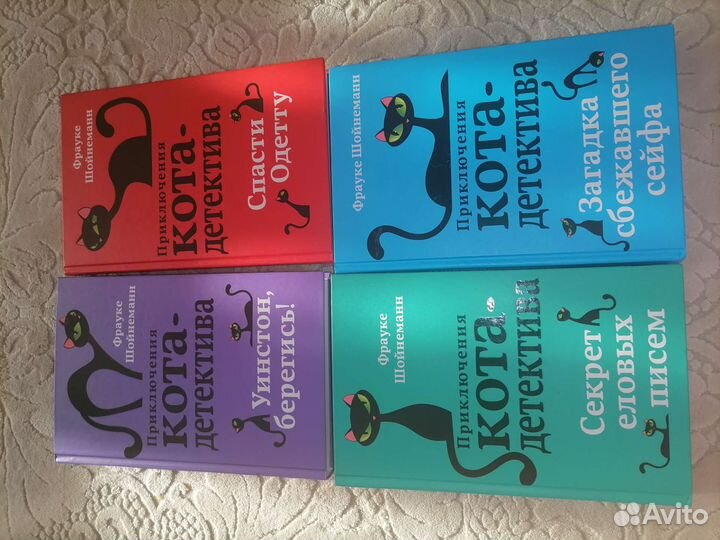 Фрауке
Шойнеманн
Приключения
кота-
детектива
Спасти
Одетту
Фрауке Шойнеманн
Приключения
кота-
детектива
Загадка
сбежавшего
сейфа
Фрауке
Шойнеманн
Приключения
кота-
детектива
Уинстон,
берегись!
Фрауке
Шойнеманн
Приключения
кота-
детектива
Секрет
еловых
писем
Avito